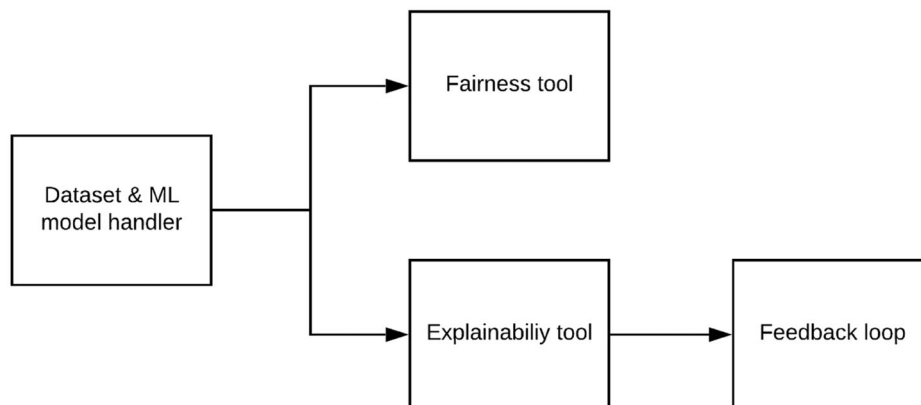 Fairness tool
Dataset & ML
model handler
Explainabiliy tool
Feedback loop